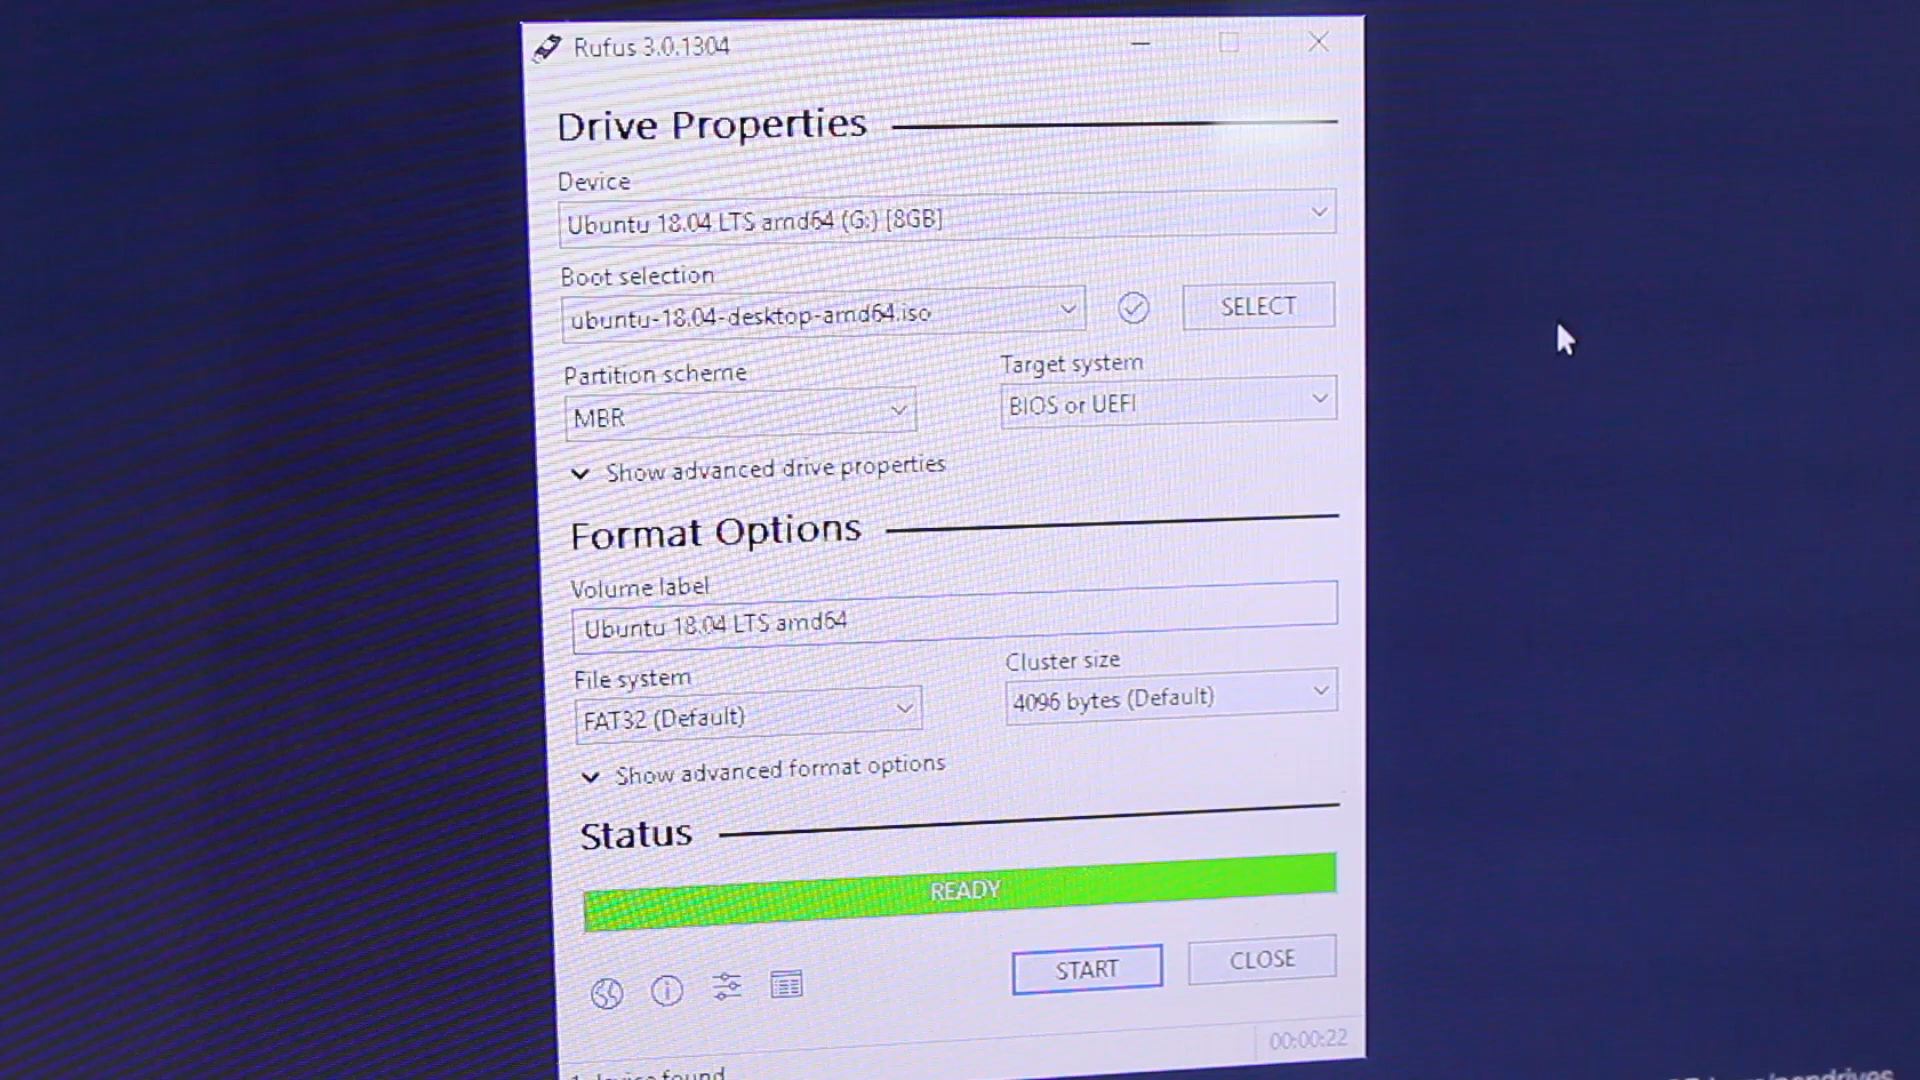 Rufus 3.0.1304
Drive Properties
Device
Ubuntu 18.04 LTS amd64 (G:) [8GB]
Boot selection
ubuntu-18.04-desktop-amd64.iso
SELECT
Partition scheme
Target system
MBR
BIOS or UEFI
Show advanced drive properties
Format Options
Volume label
Ubuntu 18.04 LTS amd64
File system
Cluster size
FAT32 (Default)
4096 bytes (Default)
Show advanced format options
Status
READY
START
CLOSE
00:00:22
1 device found